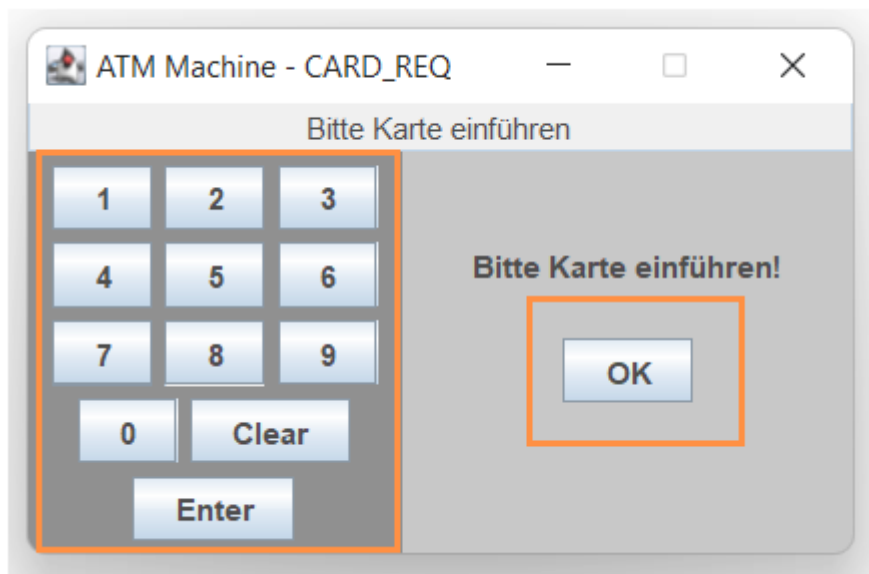 ATM Machine - CARD_REQ
Bitte Karte einführen
1 2 3
4 5 6
7 8 9
0 Clear
Enter
Bitte Karte einführen!
OK